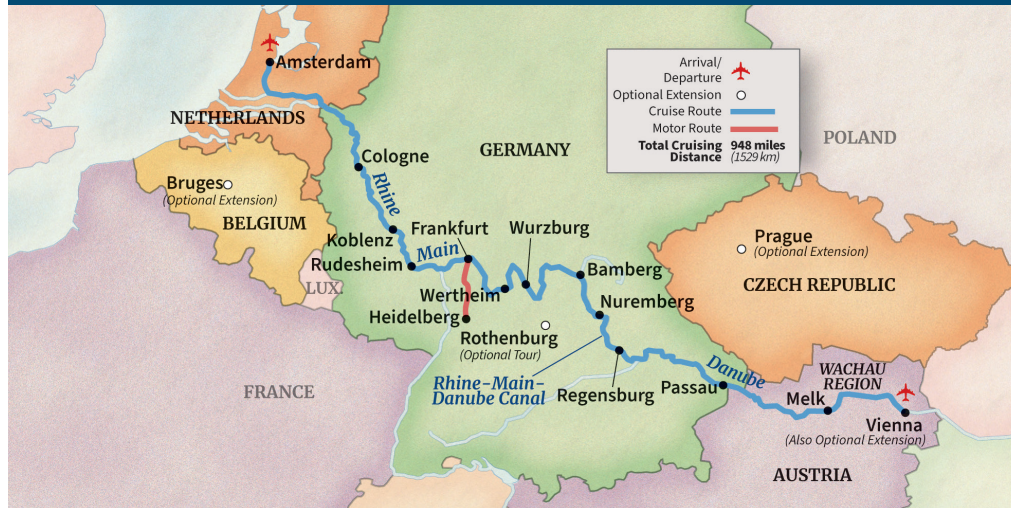 Amsterdam
NETHERLANDS
Arrival/
Departure
Optional Extension
Cruise Route
Motor Route
Total Cruising 948 miles
Distance (1529 km)
POLAND
GERMANY
Cologne
Rhine
Bruges
(Optional Extension)
BELGIUM
Koblenz
Rudesheim
LUX.
Main
Frankfurt
Wurzburg
Wertheim
Heidelberg
Bamberg
Nuremberg
Rothenburg
(Optional Tour)
Prague
(Optional Extension)
CZECH REPUBLIC
FRANCE
Rhine-Main-
Danube Canal
Regensburg
Passau
Danube
WACHAU
REGION
Melk
Vienna
(Also Optional Extension)
AUSTRIA